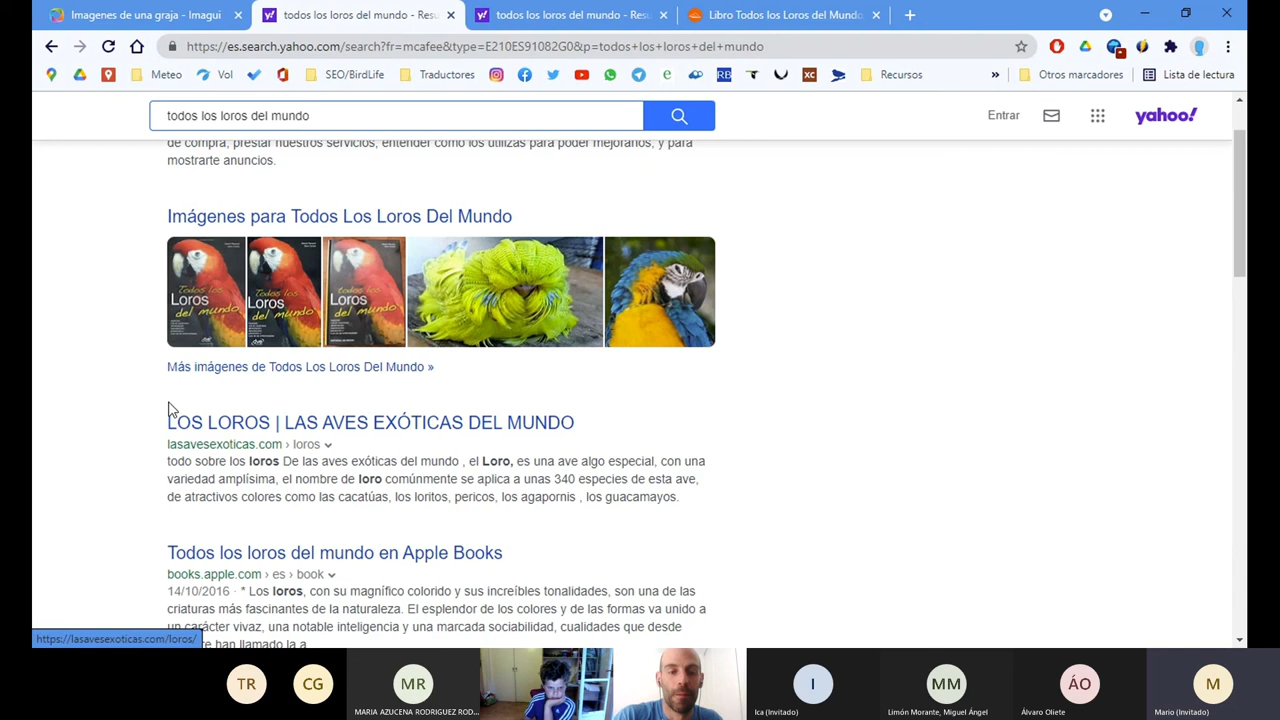 Imagenes de una graja - Imagui
todos los loros del mundo - Resu
todos los loros del mundo - Resu
Libro Todos los Loros del Mundo.
https://es.search.yahoo.com/search?fr=mcafee&type=E210ES91082G0&p=todos+los+loros+del+mundo
Meteo
Vol
SEO/BirdLife
Traductores
RB
XC
Recursos
»
Otros marcadores
Lista de lectura
todos los loros del mundo
Entrar
yahoo!
de compra, prestar nuestros servicios, entender cómo los utilizas para poder mejorarlos, y para
mostrarte anuncios.
Imágenes para Todos Los Loros Del Mundo
Todos los
Loros
del mundo
Todos los
Loros
del mundo
Todos los
Loros
del mundo
Más imágenes de Todos Los Loros Del Mundo »
LOS LOROS | LAS AVES EXÓTICAS DEL MUNDO
lasavesexoticas.com › loros
todo sobre los loros De las aves exóticas del mundo , el Loro, es una ave algo especial, con una
variedad amplísima, el nombre de loro comúnmente se aplica a unas 340 especies de esta ave,
de atractivos colores como las cacatúas, los loritos, pericos, los agapornis , los guacamayos.
Todos los loros del mundo en Apple Books
books.apple.com › es › book
14/10/2016 · * Los loros, con su magnífico colorido y sus increíbles tonalidades, son una de las
criaturas más fascinantes de la naturaleza. El esplendor de los colores y de las formas va unido a
un carácter vivaz, una notable inteligencia y una marcada sociabilidad, cualidades que desde
re han llamado la a
https://lasavesexoticas.com/loros/
TR
CG
MR
MARIA AZUCENA RODRIGUEZ ROD...
I
Ica (Invitado)
MM
Limón Morante, Miguel Ángel
ÁO
Álvaro Oliete
M
Mario (Invitado)